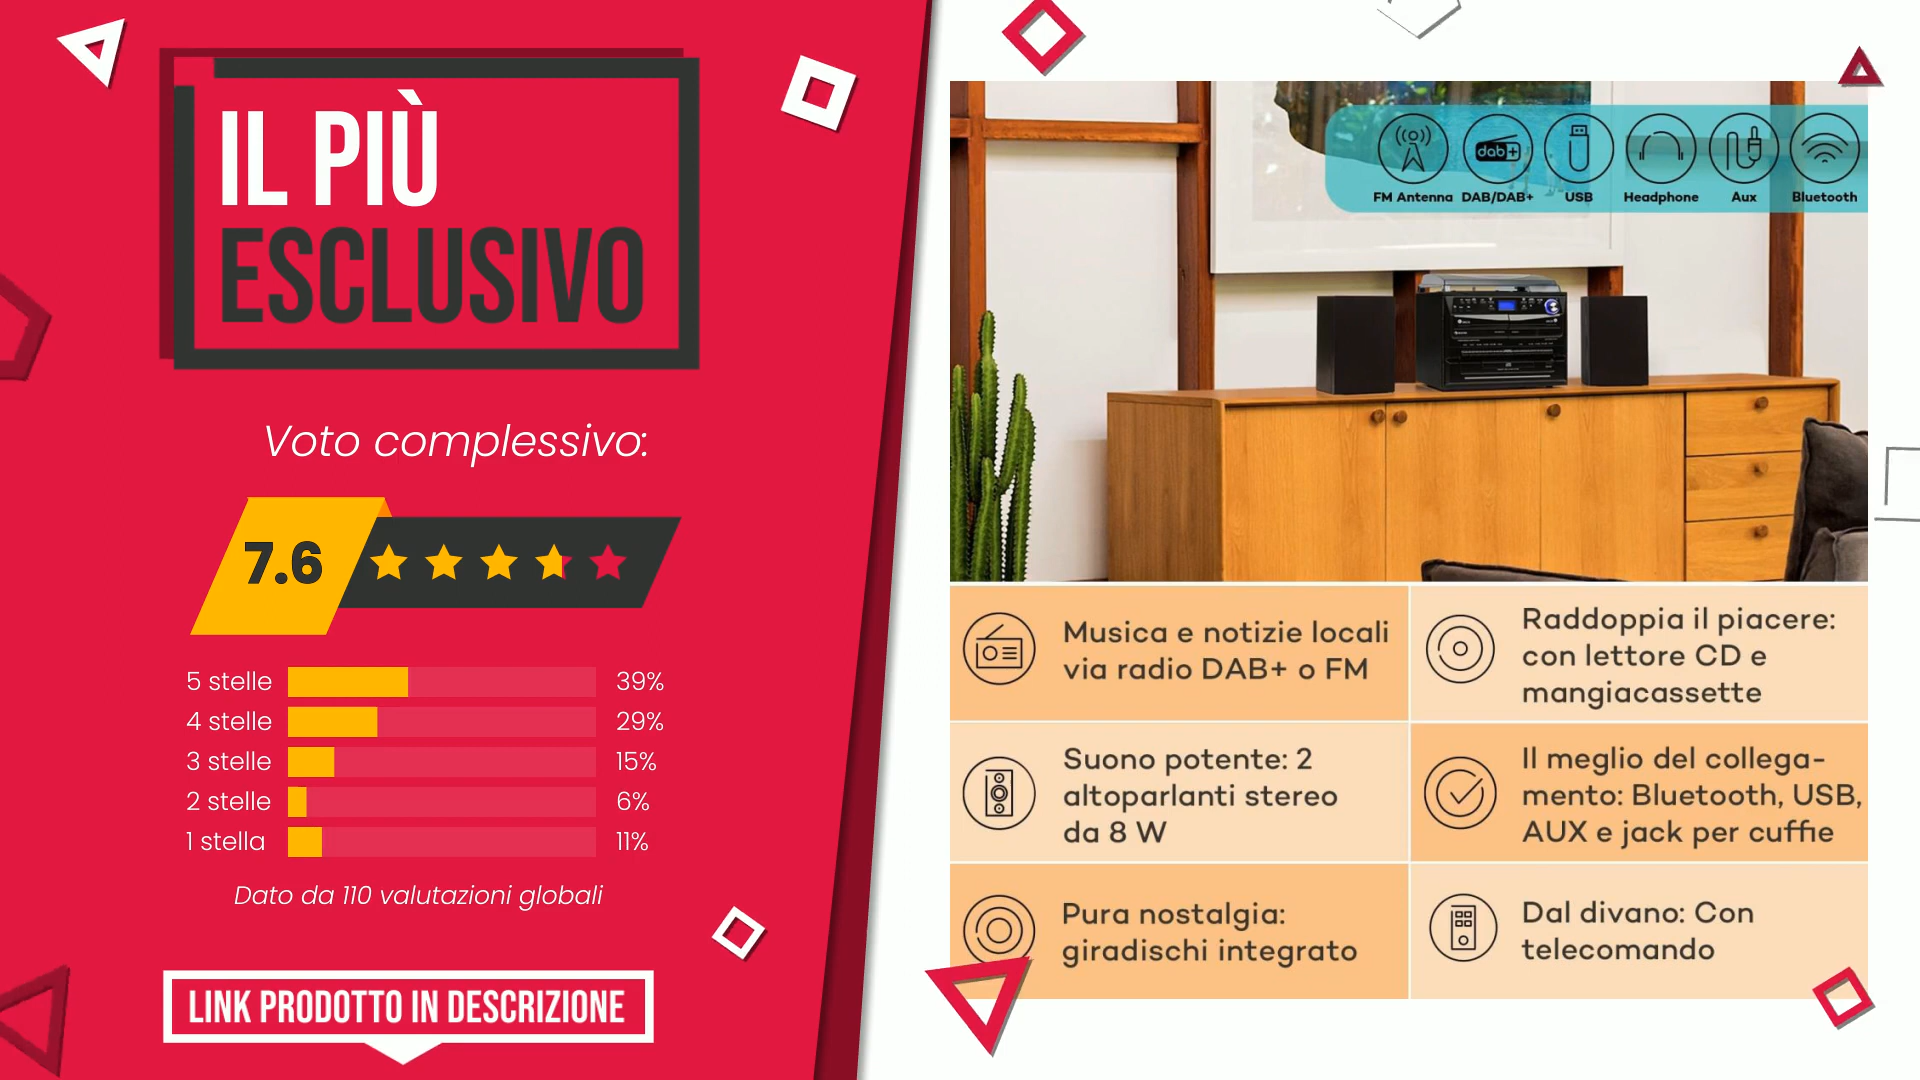 IL PIÙ
ESCLUSIVO
Voto complessivo:
7.6
5 stelle 39%
4 stelle 29%
3 stelle 15%
2 stelle 6%
1 stella 11%
Dato da 110 valutazioni globali
LINK PRODOTTO IN DESCRIZIONE
dab+
FM Antenna DAB/DAB+ USB Headphone Aux Bluetooth
Musica e notizie locali
via radio DAB+ o FM
Raddoppia il piacere:
con lettore CD e
mangiacassette
Suono potente: 2
altoparlanti stereo
da 8 W
Il meglio del collega-
mento: Bluetooth, USB,
AUX e jack per cuffie
Pura nostalgia:
giradischi integrato
Dal divano: Con
telecomando